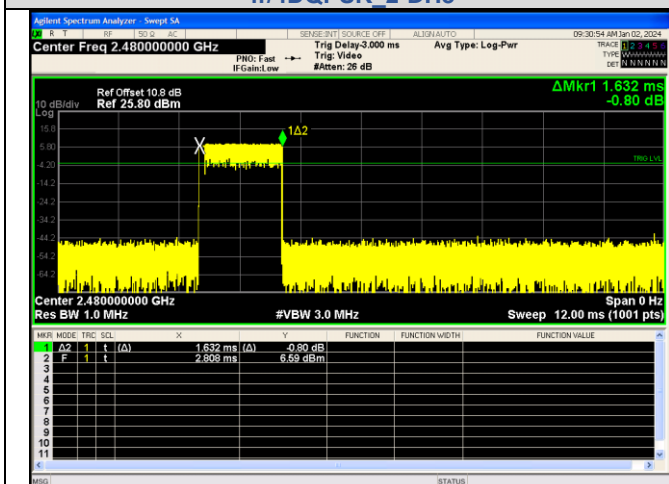 Agilent Spectrum Analyzer - Swept SA
R T RF 50 Ω AC SENSE:INT SOURCE OFF ALIGN AUTO 09:30:54 AM Jan 02, 2024
Center Freq 2.480000000 GHz Trig Delay-3.000 ms Avg Type: Log-Pwr TRACE 1 2 3 4 5 6
PNO: Fast Trig: Video TYPE WWWWWW
IFGain:Low #Atten: 26 dB DET N N N N N N
ΔMkr1 1.632 ms
-0.80 dB
Ref Offset 10.8 dB
10 dB/div Ref 25.80 dBm
Log
15.8
1Δ2
5.80
TRIG LVL
-4.20
-14.2
-24.2
-34.2
-44.2
-54.2
-64.2
Center 2.480000000 GHz Span 0 Hz
Res BW 1.0 MHz #VBW 3.0 MHz Sweep 12.00 ms (1001 pts)
MKR MODE TRC SCL X Y FUNCTION FUNCTION WIDTH FUNCTION VALUE
1 Δ2 1 t (Δ) 1.632 ms (Δ) -0.80 dB
2 F 1 t 2.808 ms 6.59 dBm
3
4
5
6
7
8
9
10
11
MSG STATUS